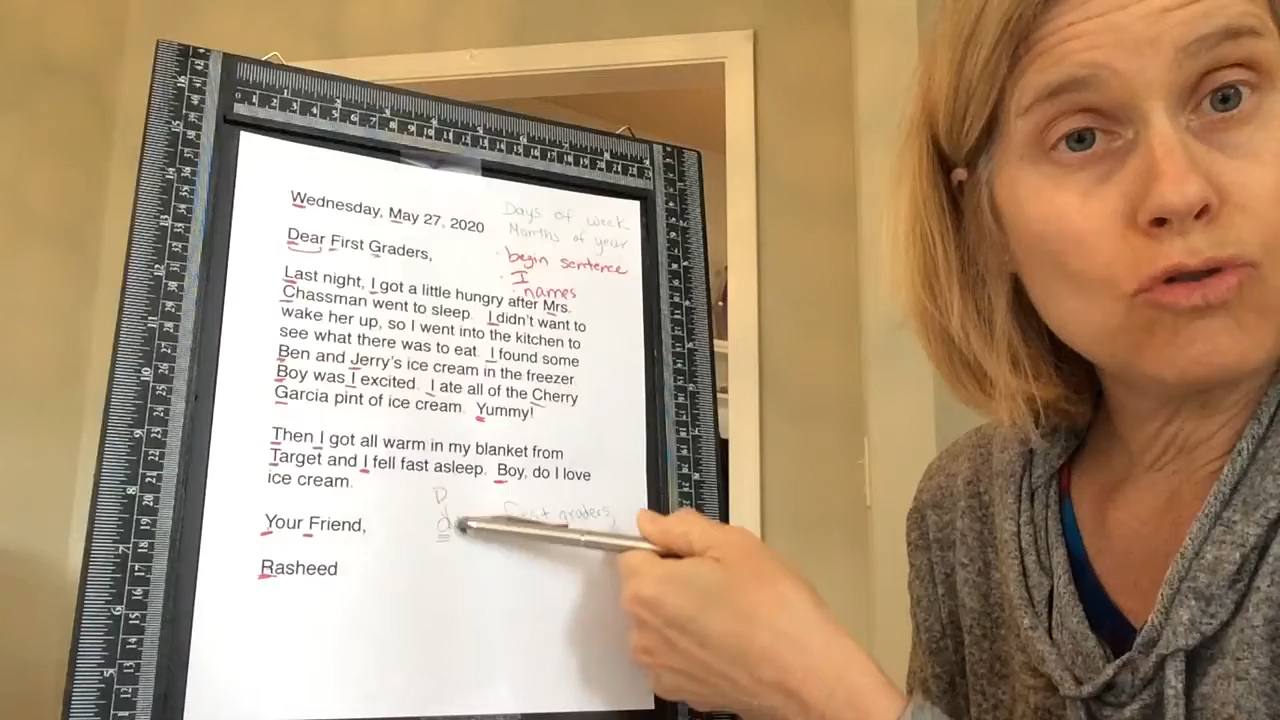 Wednesday, May 27, 2020
Days of week
Months of year
Dear First Graders,
· begin sentence
· I
· names
Last night, I got a little hungry after Mrs.
Chassman went to sleep. I didn't want to
wake her up, so I went into the kitchen to
see what there was to eat. I found some
Ben and Jerry's ice cream in the freezer.
Boy was I excited. I ate all of the Cherry
Garcia pint of ice cream. Yummy!
Then I got all warm in my blanket from
Target and I fell fast asleep. Boy, do I love
ice cream.
D
d
graders,
Your Friend,
Rasheed